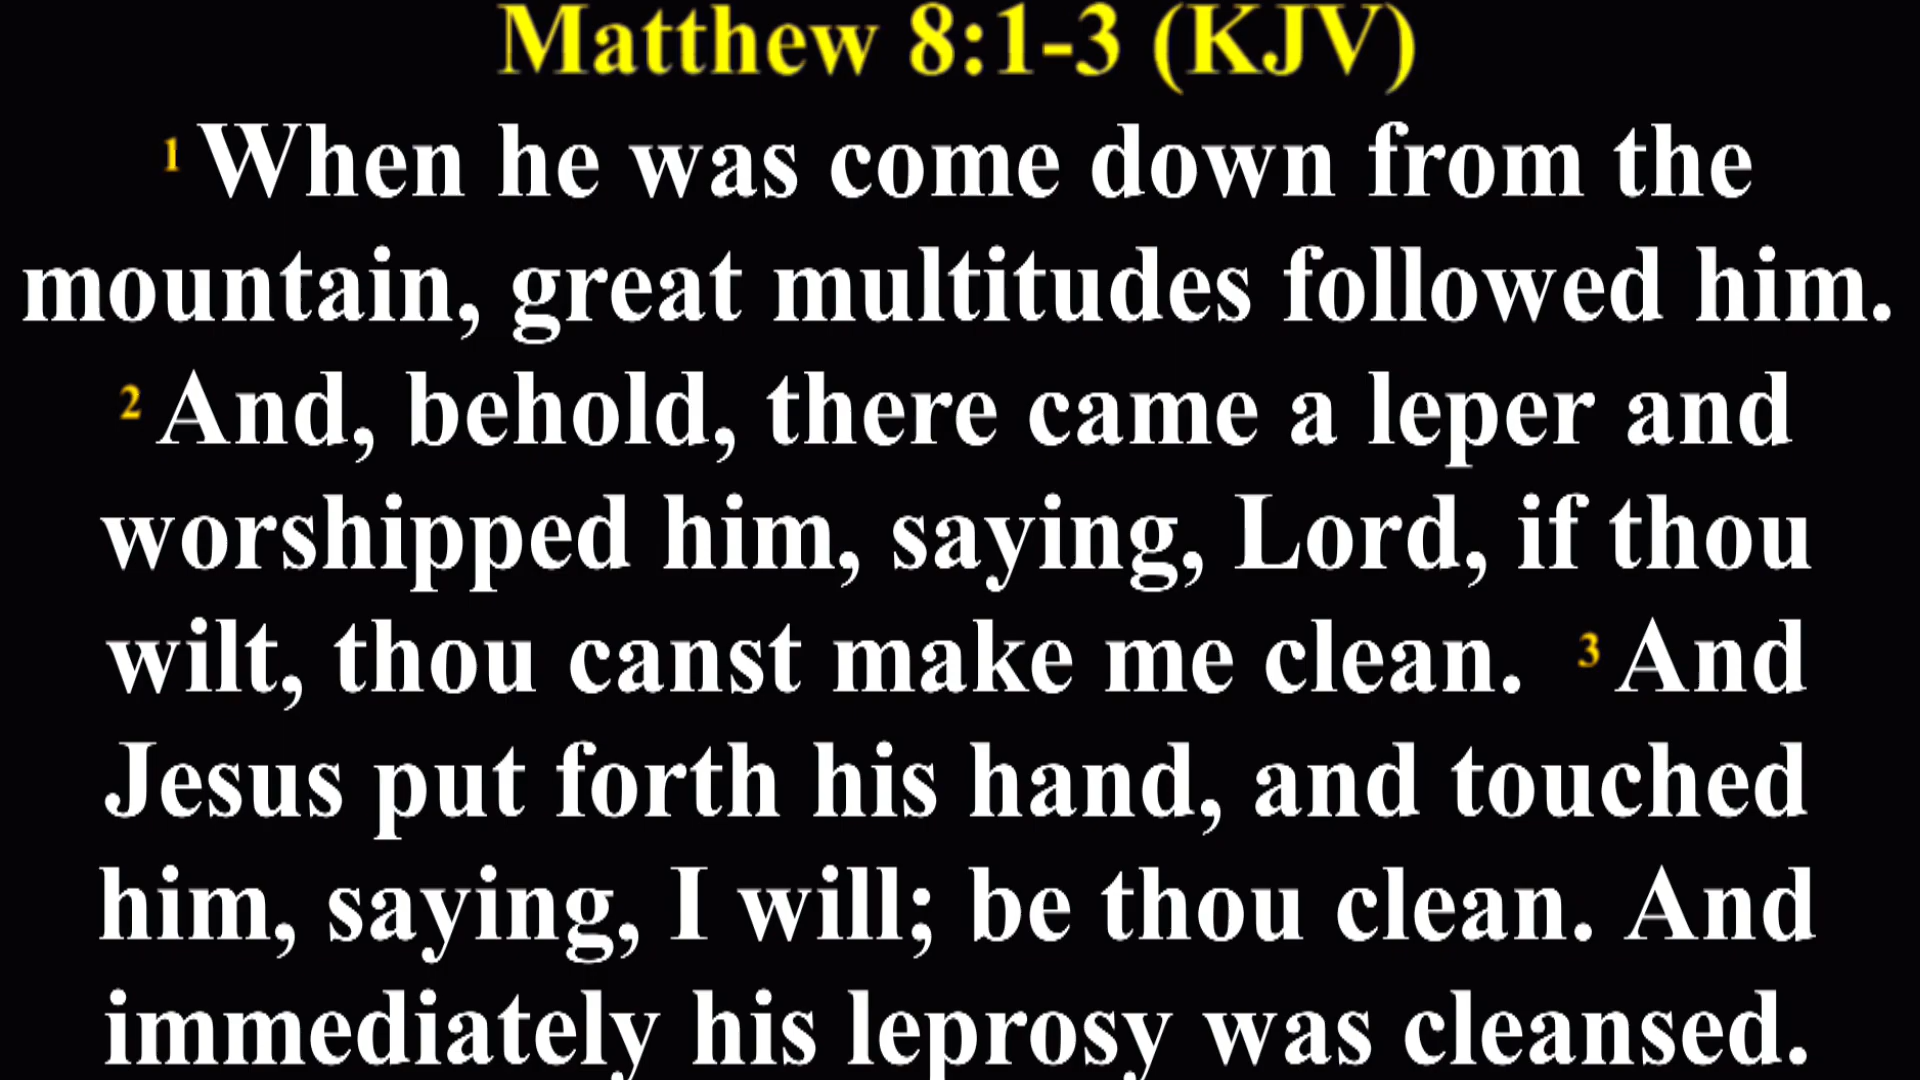 Matthew 8:1-3 (KJV)
1 When he was come down from the
mountain, great multitudes followed him.
2 And, behold, there came a leper and
worshipped him, saying, Lord, if thou
wilt, thou canst make me clean. 3 And
Jesus put forth his hand, and touched
him, saying, I will; be thou clean. And
immediately his leprosy was cleansed.